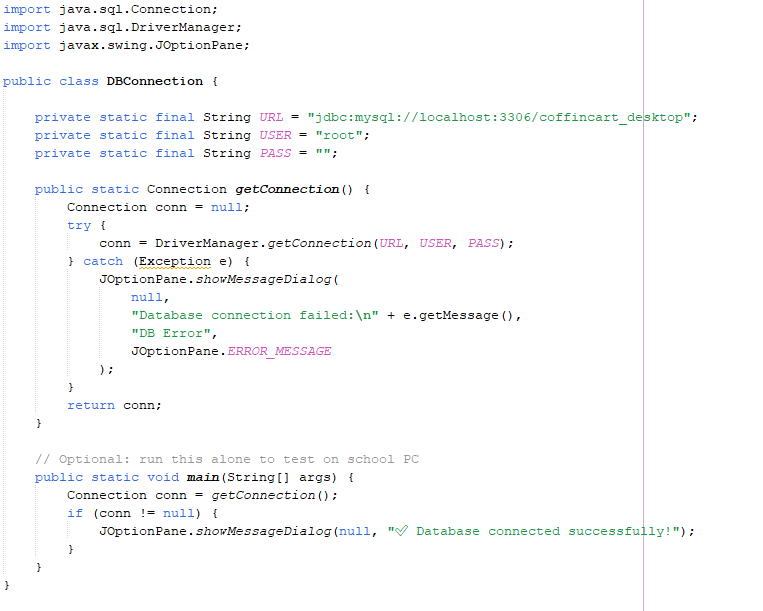 import java.sql.Connection;
import java.sql.DriverManager;
import javax.swing.JOptionPane;

public class DBConnection {

    private static final String URL = "jdbc:mysql://localhost:3306/coffincart_desktop";
    private static final String USER = "root";
    private static final String PASS = "";

    public static Connection getConnection() {
        Connection conn = null;
        try {
            conn = DriverManager.getConnection(URL, USER, PASS);
        } catch (Exception e) {
            JOptionPane.showMessageDialog(
                null,
                "Database connection failed:\n" + e.getMessage(),
                "DB Error",
                JOptionPane.ERROR_MESSAGE
            );
        }
        return conn;
    }

    // Optional: run this alone to test on school PC
    public static void main(String[] args) {
        Connection conn = getConnection();
        if (conn != null) {
            JOptionPane.showMessageDialog(null, "✅ Database connected successfully!");
        }
    }
}